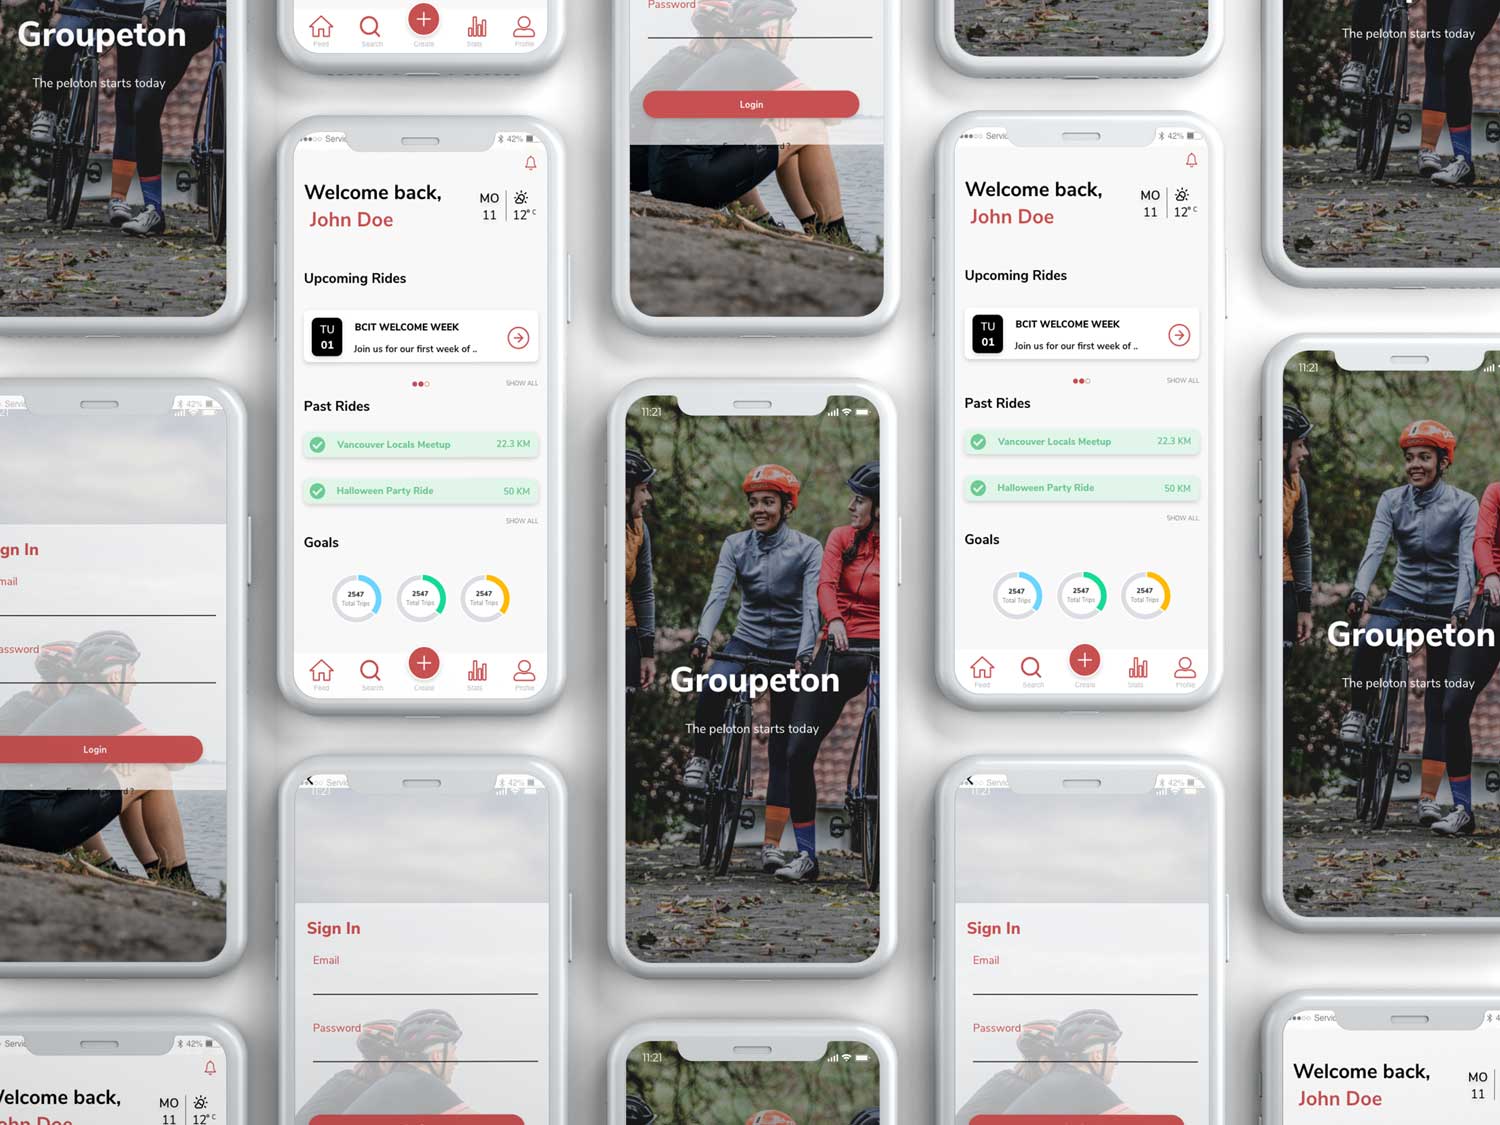 Groupeton
The peloton starts today
Feed
Search
Create
Stats
Profile
Password
Login
The peloton starts today
42%
Welcome back,
John Doe
MO
11
12° C
Upcoming Rides
TU
01
BCIT WELCOME WEEK
Join us for our first week of ..
SHOW ALL
Past Rides
Vancouver Locals Meetup
22.3 KM
Halloween Party Ride
50 KM
SHOW ALL
Goals
2547
Total Trips
2547
Total Trips
2547
Total Trips
Feed
Search
Create
Stats
Profile
42%
Welcome back,
John Doe
MO
11
12° C
Upcoming Rides
TU
01
BCIT WELCOME WEEK
Join us for our first week of ..
SHOW ALL
Past Rides
Vancouver Locals Meetup
22.3 KM
Halloween Party Ride
50 KM
SHOW ALL
Goals
2547
Total Trips
2547
Total Trips
2547
Total Trips
Feed
Search
Create
Stats
Profile
42%
gn In
mail
assword
Login
11:21
Groupeton
The peloton starts today
11:21
Groupeton
The peloton starts today
42%
11:21
Sign In
Email
Password
42%
11:21
Sign In
Email
Password
42%
elcome back,
ohn Doe
MO
11
12° C
11:21
Welcome back,
John Doe
MO
11